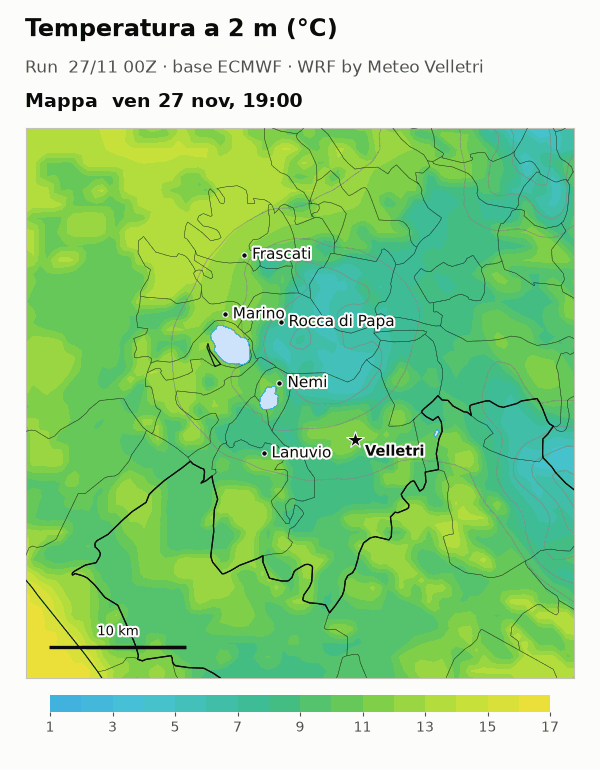 Temperatura a 2 m (°C)
Run  27/11 00Z · base ECMWF · WRF by Meteo Velletri
Mappa  ven 27 nov, 19:00
Frascati
Marino
Rocca di Papa
Nemi
Velletri
Lanuvio
10 km
1 3 5 7 9 11 13 15 17